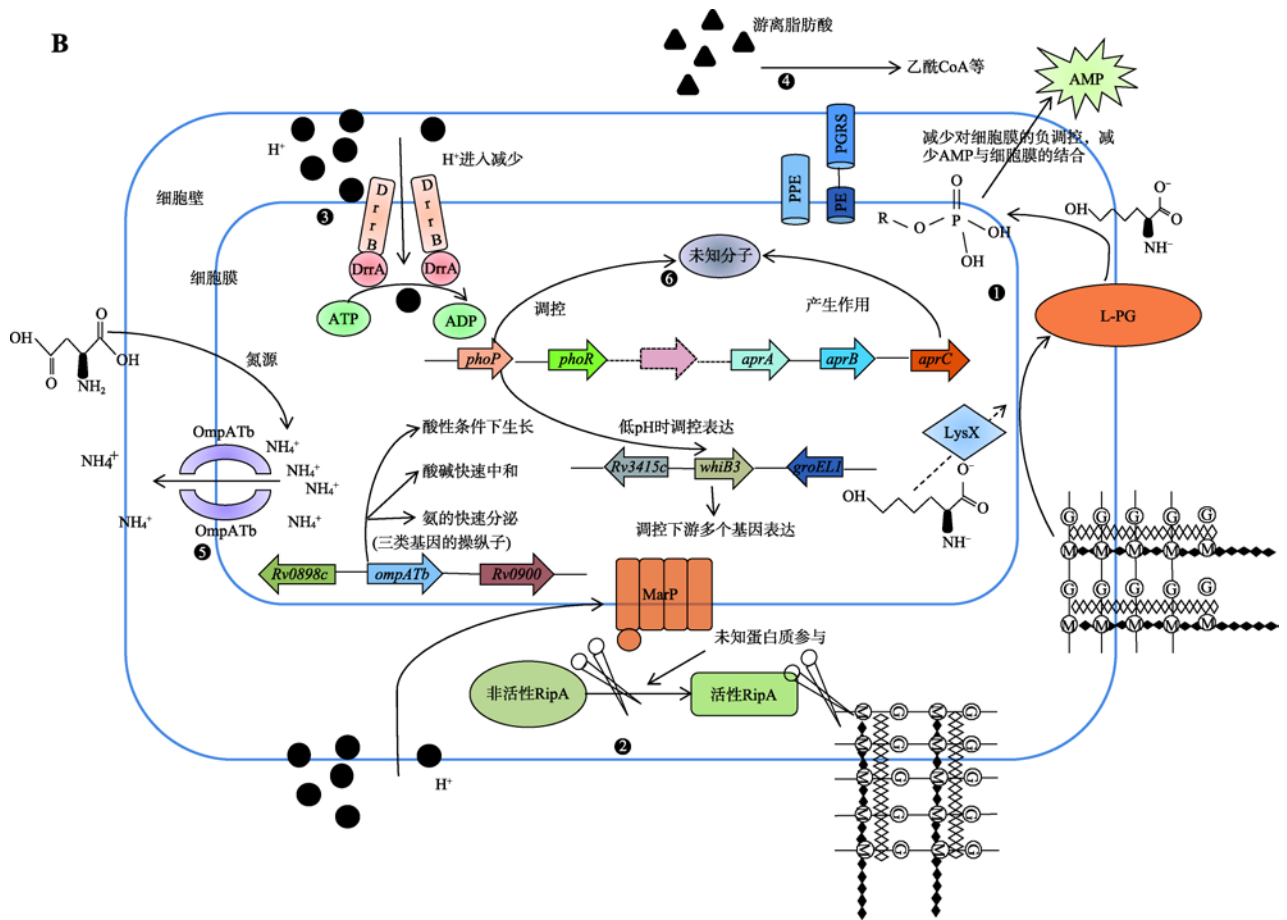 B
游离脂肪酸
❹
乙酰CoA等
AMP
减少对细胞膜的负调控，减
少AMP与细胞膜的结合
H⁺
H⁺进入减少
PGRS
PPE
PE
细胞壁
❸
DrrB
DrrB
DrrA
DrrA
ATP
ADP
细胞膜
O
R
O
P
OH
OH
OH
O⁻
O
NH⁻
❶
未知分子
❻
调控
产生作用
L-PG
OH
O
O
OH
NH₂
氮源
phoP
phoR
aprA
aprB
aprC
OmpATb
NH₄⁺
NH₄⁺
NH₄⁺
NH₄⁺
NH₄⁺
NH₄⁺
OmpATb
❺
酸性条件下生长
酸碱快速中和
氨的快速分泌
(三类基因的操纵子)
低pH时调控表达
Rv3415c
whiB3
groEL1
调控下游多个基因表达
LysX
O⁻
OH
O
NH⁻
Rv0898c
ompATb
Rv0900
MarP
未知蛋白质参与
非活性RipA
活性RipA
❷
H⁺
G G G G G
M M M M M
G G G G G
M M M M M
M G M G
M G M G
M G M G
M G M G
M G M G